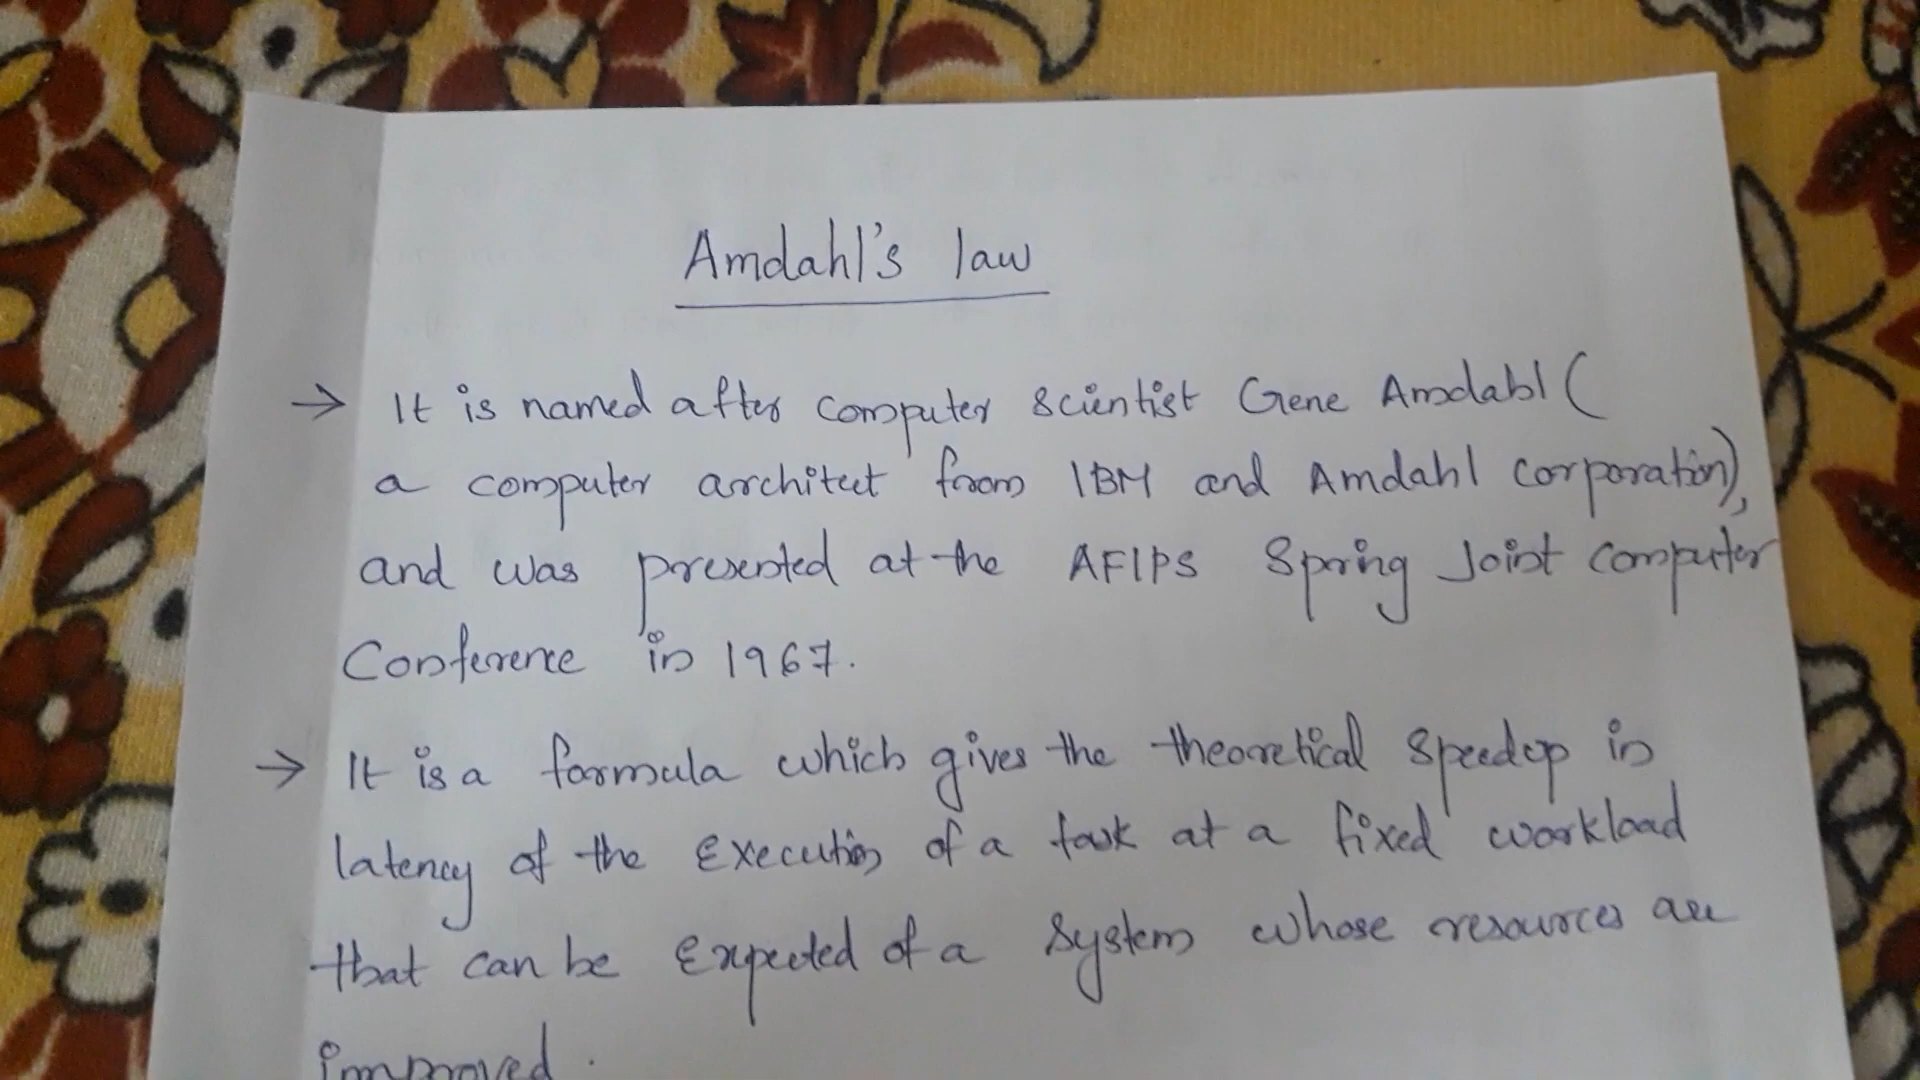 Amdahl's law
→ It is named after computer scientist Gene Amdahl (
a computer architect from IBM and Amdahl corporation),
and was presented at the AFIPS Spring Joint computer
Conference in 1967.
→ It is a formula which gives the theoretical speedup in
latency of the execution of a task at a fixed workload
that can be expected of a system whose resources are
improved.